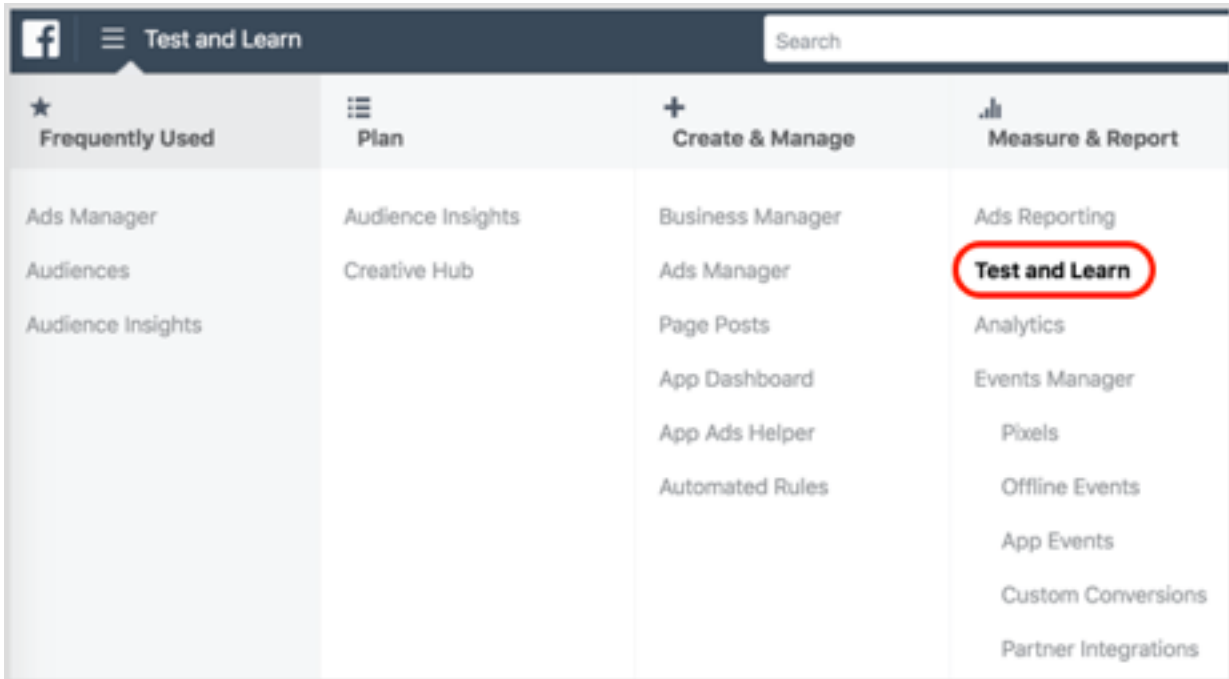 Test and Learn
Search
Frequently Used
Ads Manager
Audiences
Audience Insights
Plan
Audience Insights
Creative Hub
Create & Manage
Business Manager
Ads Manager
Page Posts
App Dashboard
App Ads Helper
Automated Rules
Measure & Report
Ads Reporting
Test and Learn
Analytics
Events Manager
Pixels
Offline Events
App Events
Custom Conversions
Partner Integrations